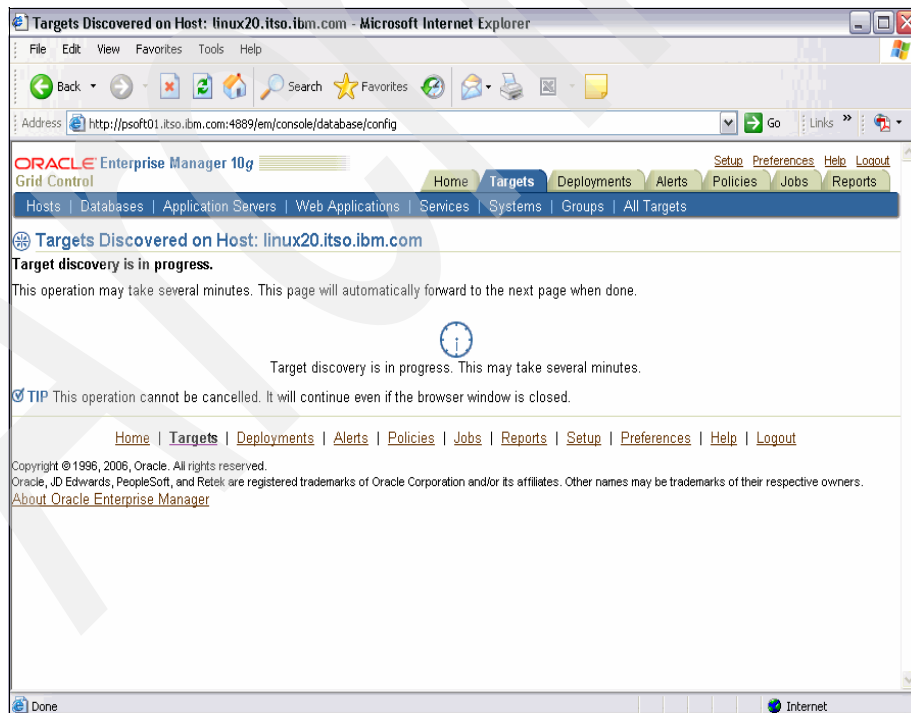 Targets Discovered on Host: linux20.itso.ibm.com - Microsoft Internet Explorer
File Edit View Favorites Tools Help
Back Search Favorites
Address http://psoft01.itso.ibm.com:4889/em/console/database/config Go Links »
ORACLE Enterprise Manager 10g
Setup Preferences Help Logout
Grid Control
Home Targets Deployments Alerts Policies Jobs Reports
Hosts | Databases | Application Servers | Web Applications | Services | Systems | Groups | All Targets
Targets Discovered on Host: linux20.itso.ibm.com
Target discovery is in progress.
This operation may take several minutes. This page will automatically forward to the next page when done.
Target discovery is in progress. This may take several minutes.
TIP This operation cannot be cancelled. It will continue even if the browser window is closed.
Home | Targets | Deployments | Alerts | Policies | Jobs | Reports | Setup | Preferences | Help | Logout
Copyright © 1996, 2006, Oracle. All rights reserved.
Oracle, JD Edwards, PeopleSoft, and Retek are registered trademarks of Oracle Corporation and/or its affiliates. Other names may be trademarks of their respective owners.
About Oracle Enterprise Manager
Done Internet